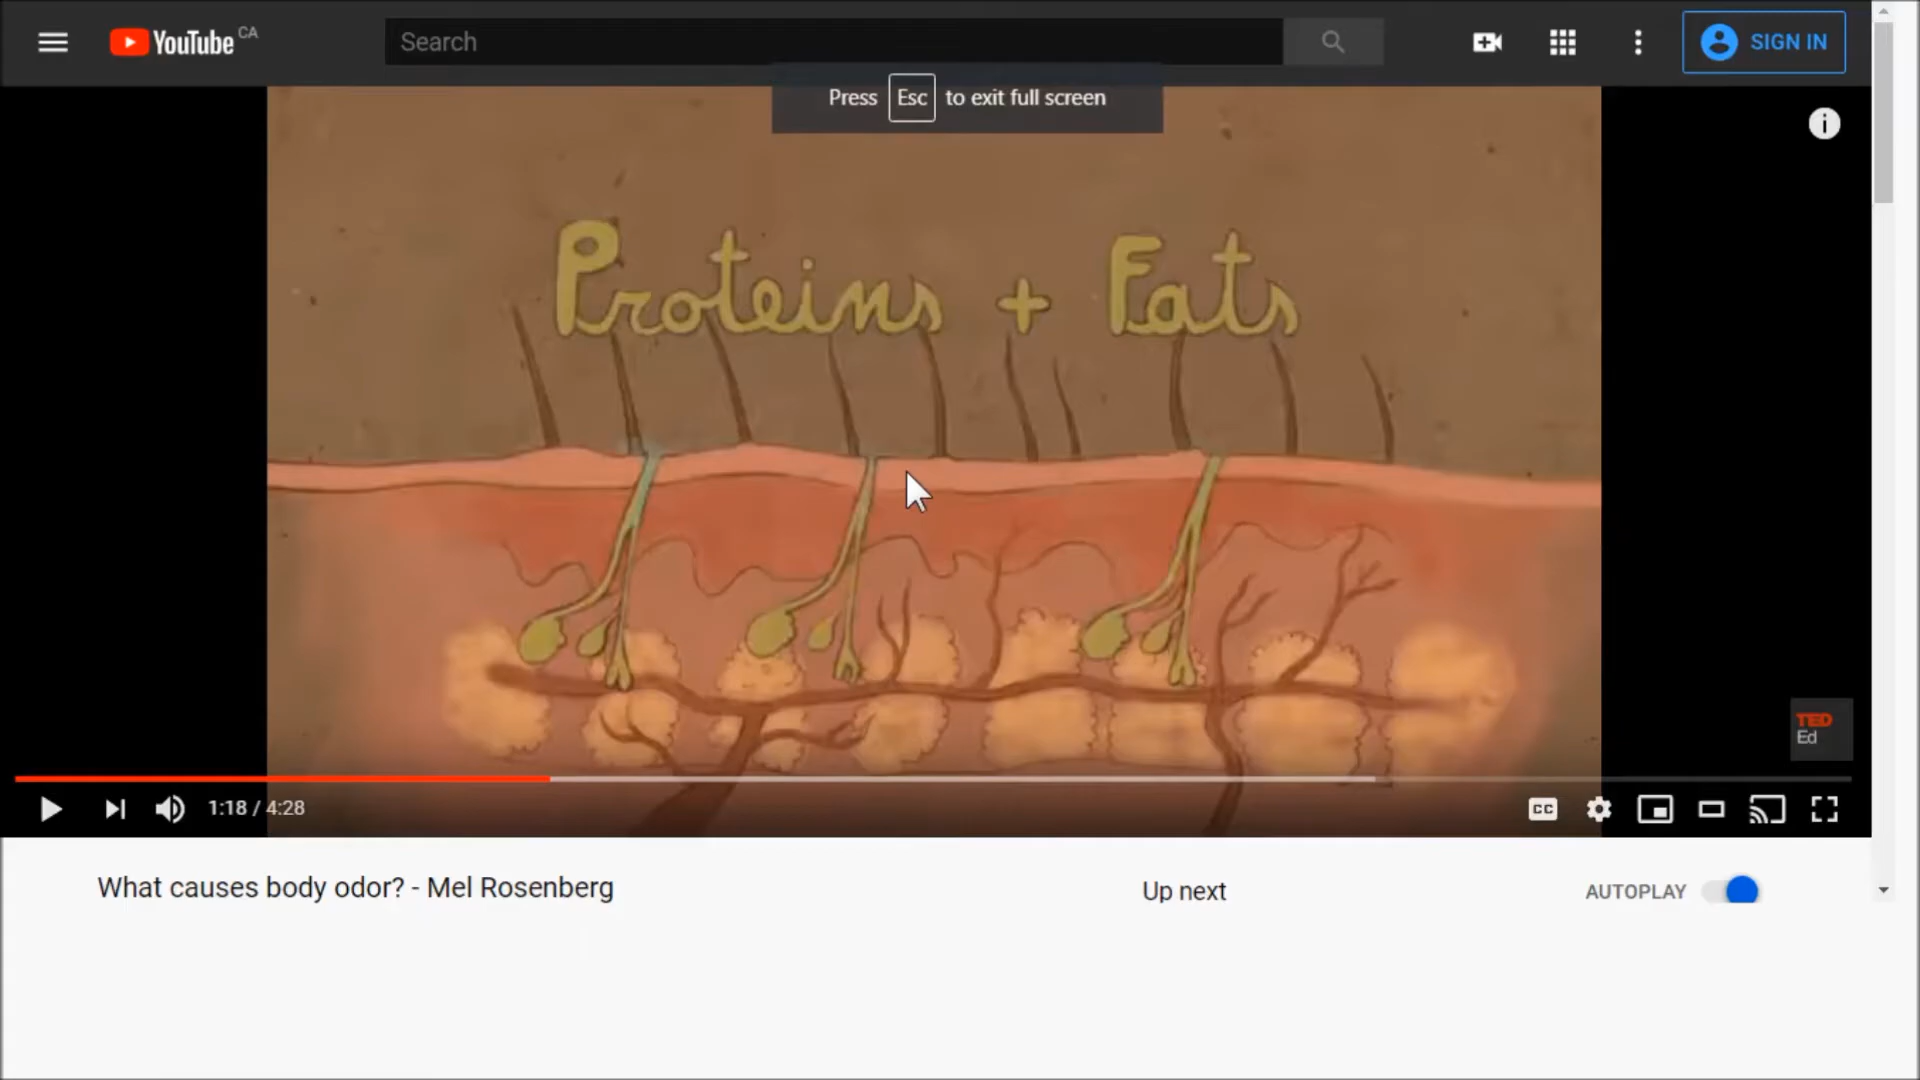 YouTube CA
Search
SIGN IN
Press Esc to exit full screen
Proteins + Fats
TED
Ed
1:18 / 4:28
CC
What causes body odor? - Mel Rosenberg
Up next
AUTOPLAY